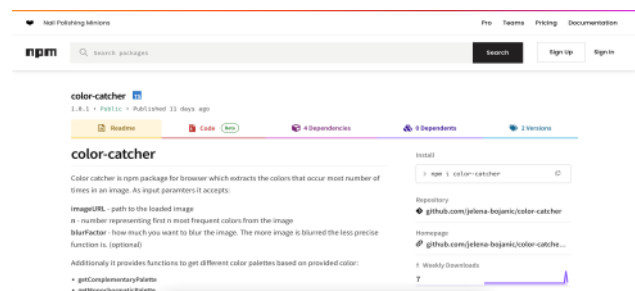 ❤ Nail Polishing Minions
Pro Teams Pricing Documentation
npm Search packages Search Sign Up Sign In
color-catcher TS
1.0.1 • Public • Published 11 days ago
Readme Code Beta 4 Dependencies 0 Dependents 2 Versions
color-catcher
Color catcher is npm package for browser which extracts the colors that occur most number of
times in an image. As input paramters it accepts:
imageURL - path to the loaded image
n - number representing first n most frequent colors from the image
blurFactor - how much you want to blur the image. The more image is blurred the less precise
function is. (optional)
Additionaly it provides functions to get different color palettes based on provided color:
• getComplementaryPalette
• getMonochromaticPalette
Install
> npm i color-catcher
Repository
github.com/jelena-bojanic/color-catcher
Homepage
github.com/jelena-bojanic/color-catche...
Weekly Downloads
7